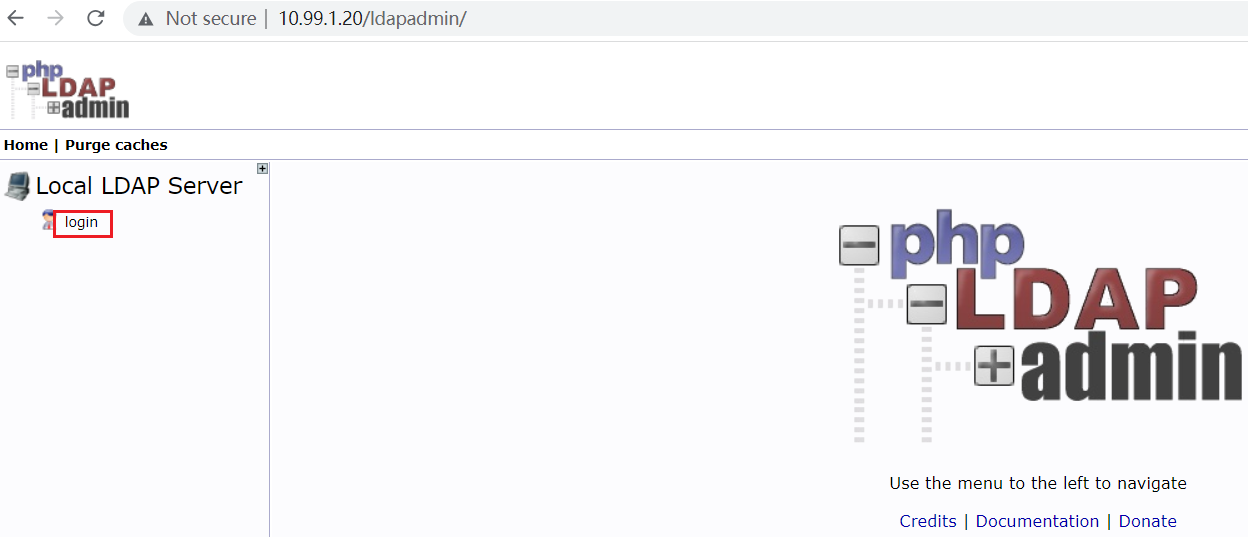 Not secure | 10.99.1.20/ldapadmin/
php
LDAP
admin
Home | Purge caches
Local LDAP Server
login
php
LDAP
admin
Use the menu to the left to navigate
Credits | Documentation | Donate